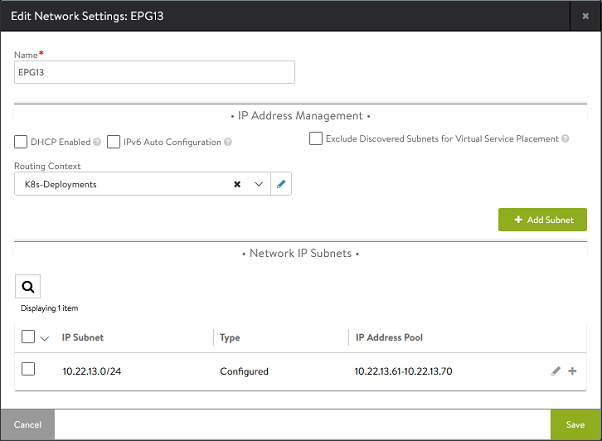 Edit Network Settings: EPG13
Name*
EPG13
• IP Address Management •
DHCP Enabled ? IPv6 Auto Configuration ? Exclude Discovered Subnets for Virtual Service Placement ?
Routing Context
K8s-Deployments
+ Add Subnet
• Network IP Subnets •
Displaying 1 item
IP Subnet Type IP Address Pool
10.22.13.0/24 Configured 10.22.13.61-10.22.13.70
Cancel Save